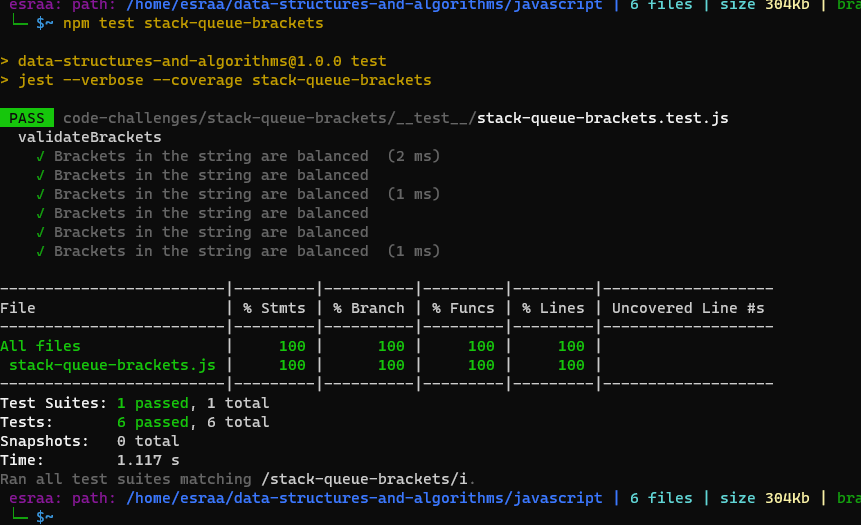 esraa: path: /home/esraa/data-structures-and-algorithms/javascript | 6 files | size 304kb | bra
└─ $~ npm test stack-queue-brackets
> data-structures-and-algorithms@1.0.0 test
> jest --verbose --coverage stack-queue-brackets
PASS code-challenges/stack-queue-brackets/__test__/stack-queue-brackets.test.js
validateBrackets
√ Brackets in the string are balanced (2 ms)
√ Brackets in the string are balanced
√ Brackets in the string are balanced (1 ms)
√ Brackets in the string are balanced
√ Brackets in the string are balanced
√ Brackets in the string are balanced (1 ms)
-------------------------|---------|----------|---------|---------|-------------------
File                     | % Stmts | % Branch | % Funcs | % Lines | Uncovered Line #s
-------------------------|---------|----------|---------|---------|-------------------
All files                |     100 |      100 |     100 |     100 |
 stack-queue-brackets.js |     100 |      100 |     100 |     100 |
-------------------------|---------|----------|---------|---------|-------------------
Test Suites: 1 passed, 1 total
Tests:       6 passed, 6 total
Snapshots:   0 total
Time:        1.117 s
Ran all test suites matching /stack-queue-brackets/i.
esraa: path: /home/esraa/data-structures-and-algorithms/javascript | 6 files | size 304kb | bra
└─ $~